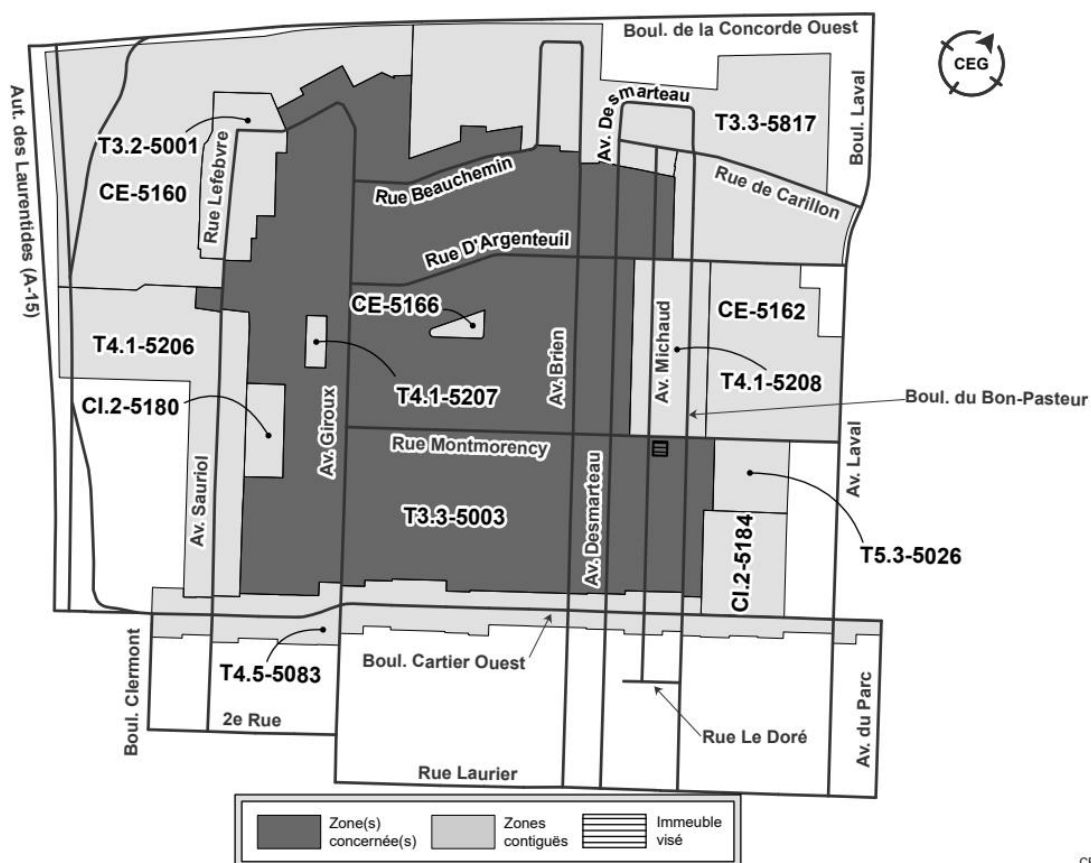 Boul. de la Concorde Ouest
CEG
Aut. des Laurentides (A-15)
Av. Desmarteau
Boul. Laval
T3.3-5817
T3.2-5001
CE-5160
Rue Lefebvre
Rue Beauchemin
Rue de Carillon
Rue D'Argenteuil
CE-5166
CE-5162
T4.1-5206
Av. Michaud
Av. Brien
T4.1-5207
T4.1-5208
CI.2-5180
Boul. du Bon-Pasteur
Av. Giroux
Rue Montmorency
Av. Laval
Av. Sauriol
T3.3-5003
Av. Desmarteau
CI.2-5184
T5.3-5026
Boul. Clermont
T4.5-5083
Boul. Cartier Ouest
2e Rue
Rue Le Doré
Av. du Parc
Rue Laurier
Zone(s)
concernée(s)
Zones
contiguës
Immeuble
visé